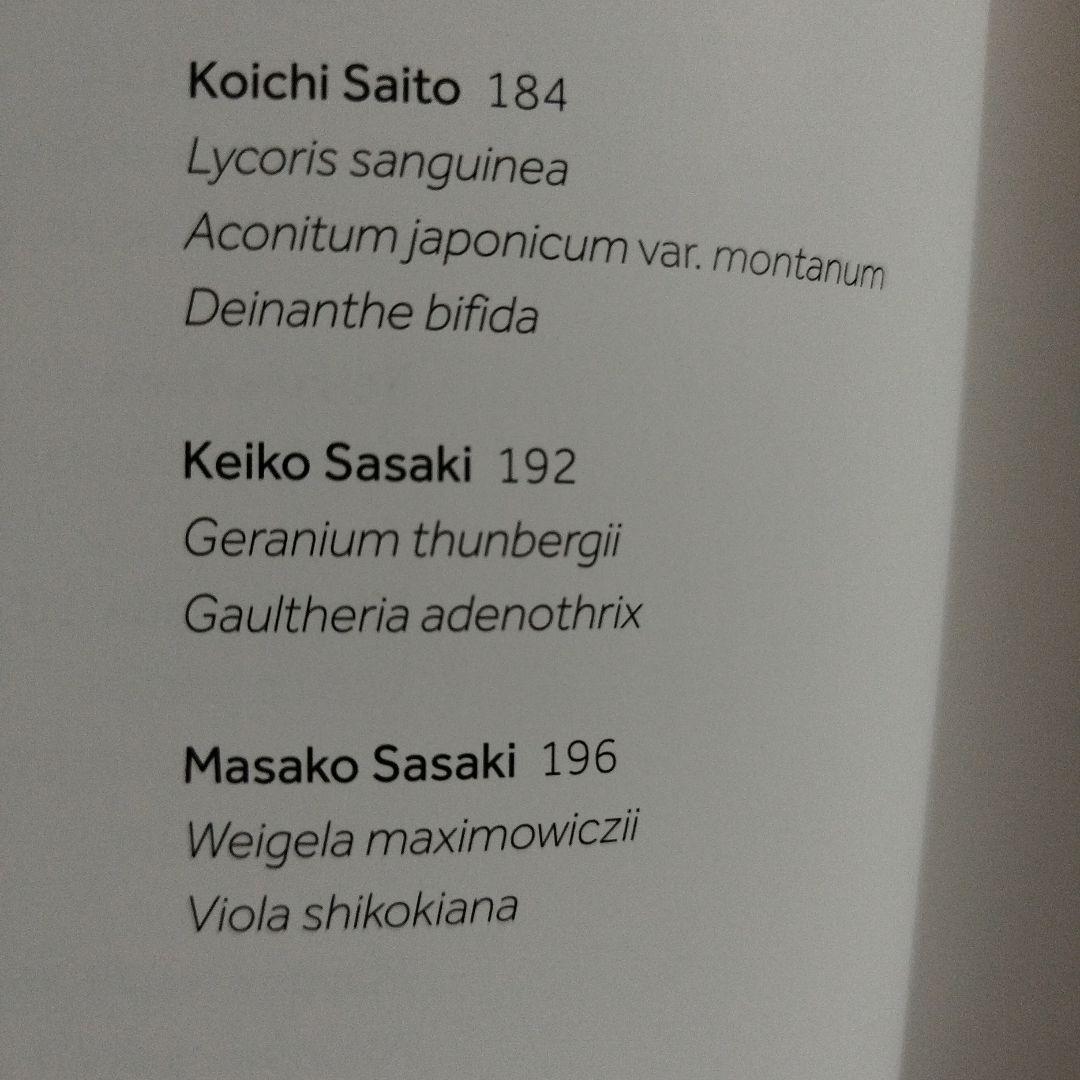 Koichi Saito 184
Lycoris sanguinea
Aconitum japonicum var. montanum
Deinanthe bifida
Keiko Sasaki 192
Geranium thunbergii
Gaultheria adenothrix
Masako Sasaki 196
Weigela maximowiczii
Viola shikokiana